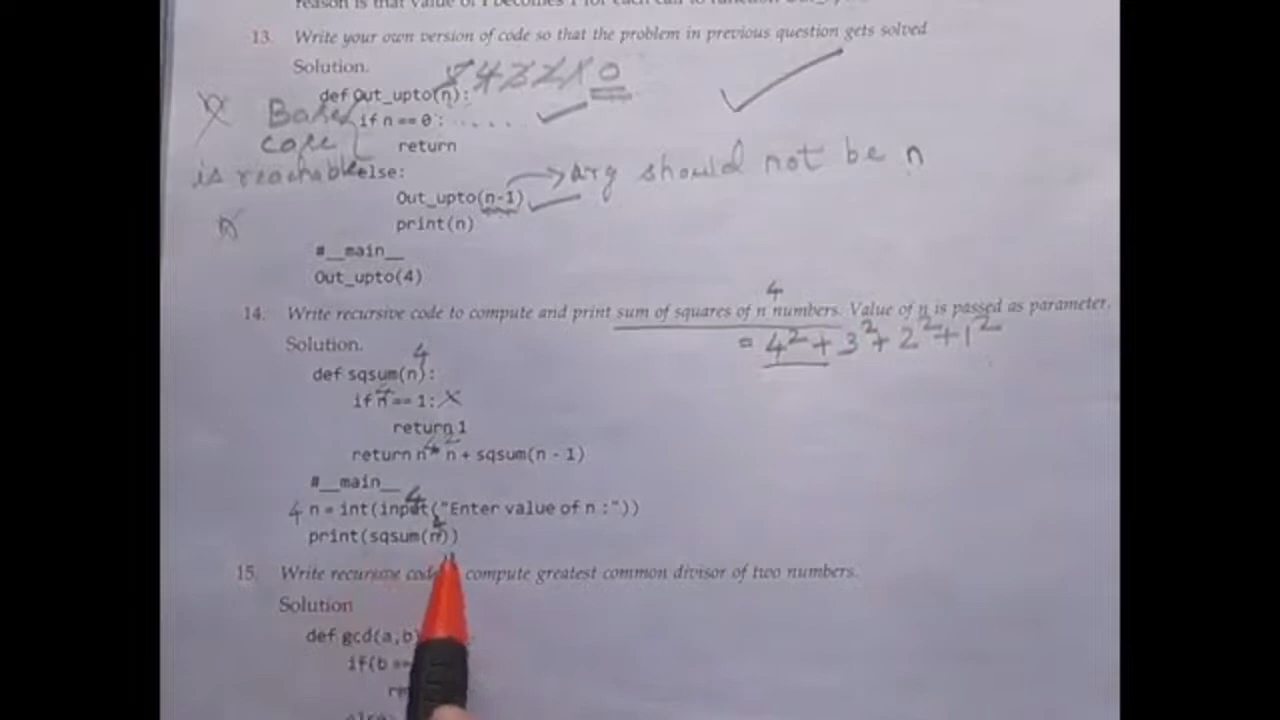 13. Write your own version of code so that the problem in previous question gets solved
Solution.
def Out_upto(n):
Base if n == 0 :
case return
is reachable else:
Out_upto(n-1) → arg should not be n
print(n)
#__main__
Out_upto(4)
4
14. Write recursive code to compute and print sum of squares of n numbers. Value of n is passed as parameter.
= 4² + 3² + 2² + 1²
Solution.
4
def sqsum(n):
if n == 1: X
return 1
return n * n + sqsum(n - 1)
#__main__
4
4 n = int(input("Enter value of n :"))
print(sqsum(n))
15. Write recursive compute greatest common divisor of two numbers.
Solution
def gcd(a,b)
if(b ==